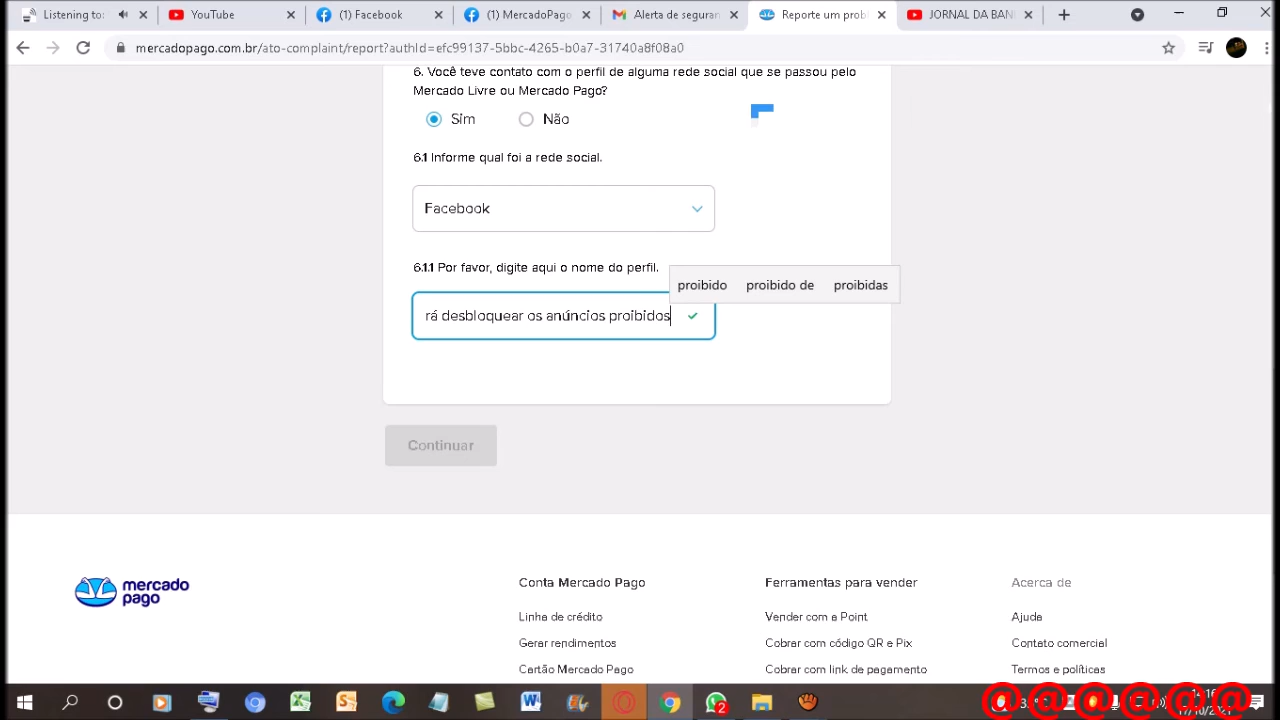 Listening to:
YouTube
(1) Facebook
(1) MercadoPago
Alerta de seguran
Reporte um prob
JORNAL DA BAN
mercadopago.com.br/ato-complaint/report?authId=efc99137-5bbc-4265-b0a7-31740a8f08a0
6. Você teve contato com o perfil de alguma rede social que se passou pelo
Mercado Livre ou Mercado Pago?
Sim
Não
6.1 Informe qual foi a rede social.
Facebook
6.1.1 Por favor, digite aqui o nome do perfil.
proibido proibido de proibidas
rá desbloquear os anúncios proibidos
Continuar
mercado
pago
Conta Mercado Pago
Ferramentas para vender
Acerca de
Linha de crédito
Vender com a Point
Ajuda
Gerar rendimentos
Cobrar com código QR e Pix
Contato comercial
Cartão Mercado Pago
Cobrar com link de pagamento
Termos e políticas
2
@@@@@@